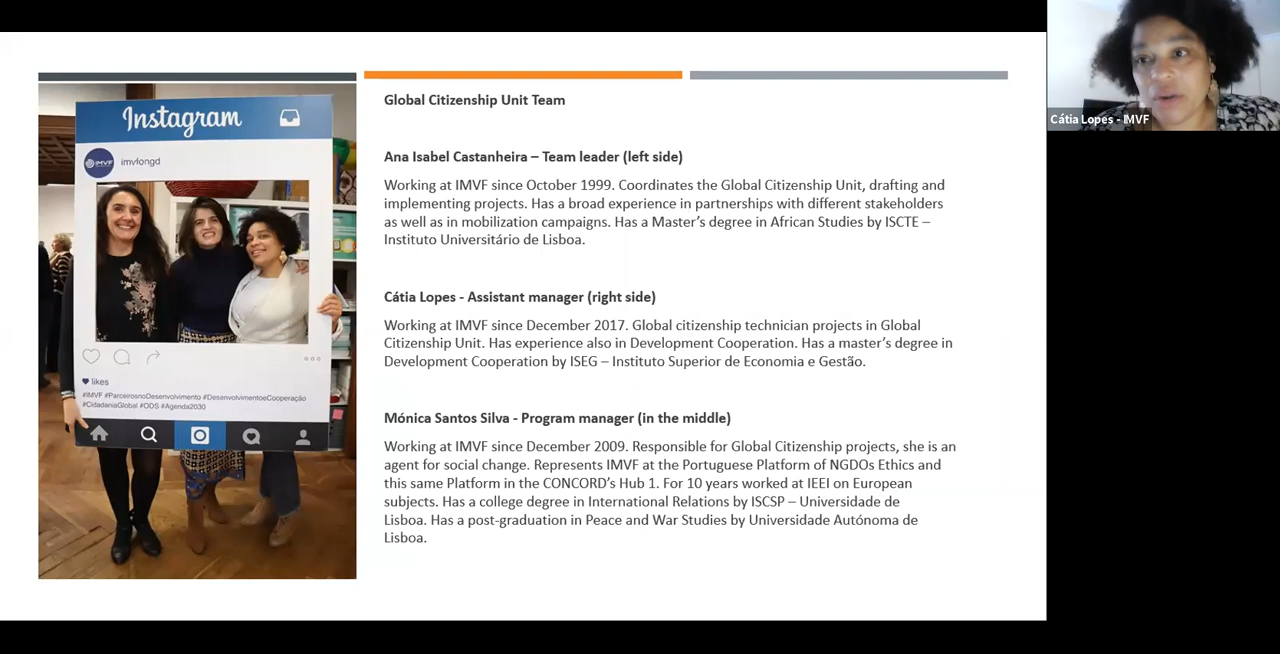 Global Citizenship Unit Team
Ana Isabel Castanheira – Team leader (left side)
Working at IMVF since October 1999. Coordinates the Global Citizenship Unit, drafting and
implementing projects. Has a broad experience in partnerships with different stakeholders
as well as in mobilization campaigns. Has a Master’s degree in African Studies by ISCTE –
Instituto Universitário de Lisboa.
Cátia Lopes - Assistant manager (right side)
Working at IMVF since December 2017. Global citizenship technician projects in Global
Citizenship Unit. Has experience also in Development Cooperation. Has a master’s degree in
Development Cooperation by ISEG – Instituto Superior de Economia e Gestão.
Mónica Santos Silva - Program manager (in the middle)
Working at IMVF since December 2009. Responsible for Global Citizenship projects, she is an
agent for social change. Represents IMVF at the Portuguese Platform of NGDOs Ethics and
this same Platform in the CONCORD’s Hub 1. For 10 years worked at IEEI on European
subjects. Has a college degree in International Relations by ISCSP – Universidade de
Lisboa. Has a post-graduation in Peace and War Studies by Universidade Autónoma de
Lisboa.
Instagram
IMVF
imvfongd
likes
#IMVF #ParceirosnoDesenvolvimento #DesenvolvimentoeCooperação
#CidadaniaGlobal #ODS #Agenda2030
Cátia Lopes - IMVF